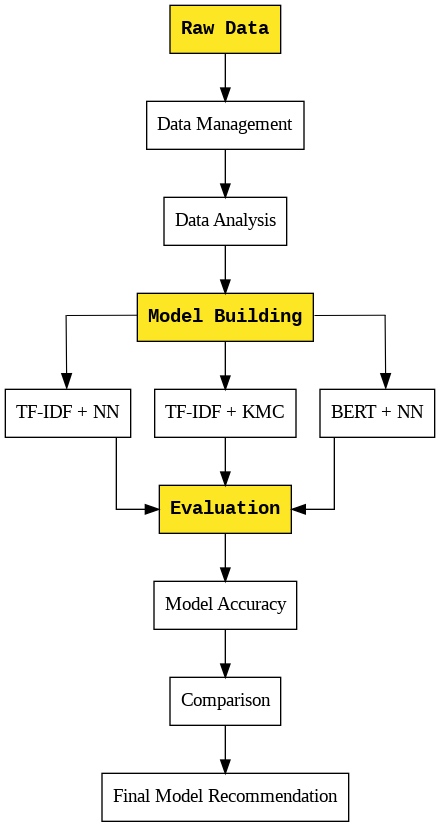 Raw Data
Data Management
Data Analysis
Model Building
TF-IDF + NN
TF-IDF + KMC
BERT + NN
Evaluation
Model Accuracy
Comparison
Final Model Recommendation